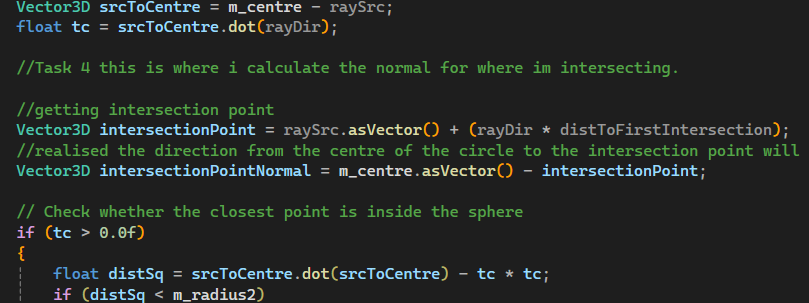 Vector3D srcToCentre = m_centre - raySrc;
float tc = srcToCentre.dot(rayDir);
//Task 4 this is where i calculate the normal for where im intersecting.
//getting intersection point
Vector3D intersectionPoint = raySrc.asVector() + (rayDir * distToFirstIntersection);
//realised the direction from the centre of the circle to the intersection point will
Vector3D intersectionPointNormal = m_centre.asVector() - intersectionPoint;
// Check whether the closest point is inside the sphere
if (tc > 0.0f)
{
float distSq = srcToCentre.dot(srcToCentre) - tc * tc;
if (distSq < m_radius2)